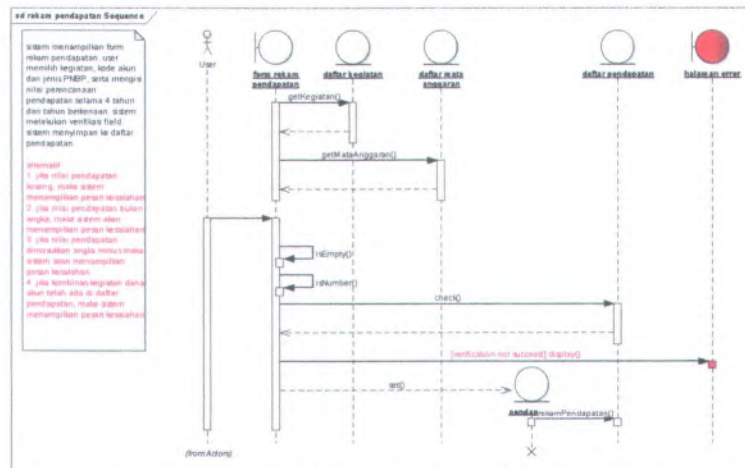 sd rekam pendapatan Sequence
sistem menampilkan form
rekam pendapatan. user
memilih kegiatan, kode akun
dan jenis PNBP, serta mengisi
nilai perencanaan
pendapatan selama 4 tahun
dari tahun berkenaan. sistem
melakukan verifikasi field.
sistem menyimpan ke daftar
pendapatan
alternatif
1. jika nilai pendapatan
kosong, maka sistem
menampilkan pesan kesalahan
2. jika nilai pendapatan bukan
angka, maka sistem akan
menampilkan pesan kesalahan
3. jika nilai pendapatan
dimasukkan angka minus maka
sistem akan menampilkan
pesan kesalahan
4. jika kombinasi kegiatan dana
akun telah ada di daftar
pendapatan, maka sistem
menampilkan pesan kesalahan
User
form rekam
pendapatan
daftar kegiatan
daftar mata
anggaran
daftar pendapatan
halaman error
getKegiatan()
getMataAnggaran()
isEmpty()
isNumber()
check()
[verification not succeed] display()
set()
rekamPendapatan()
(from Actors)